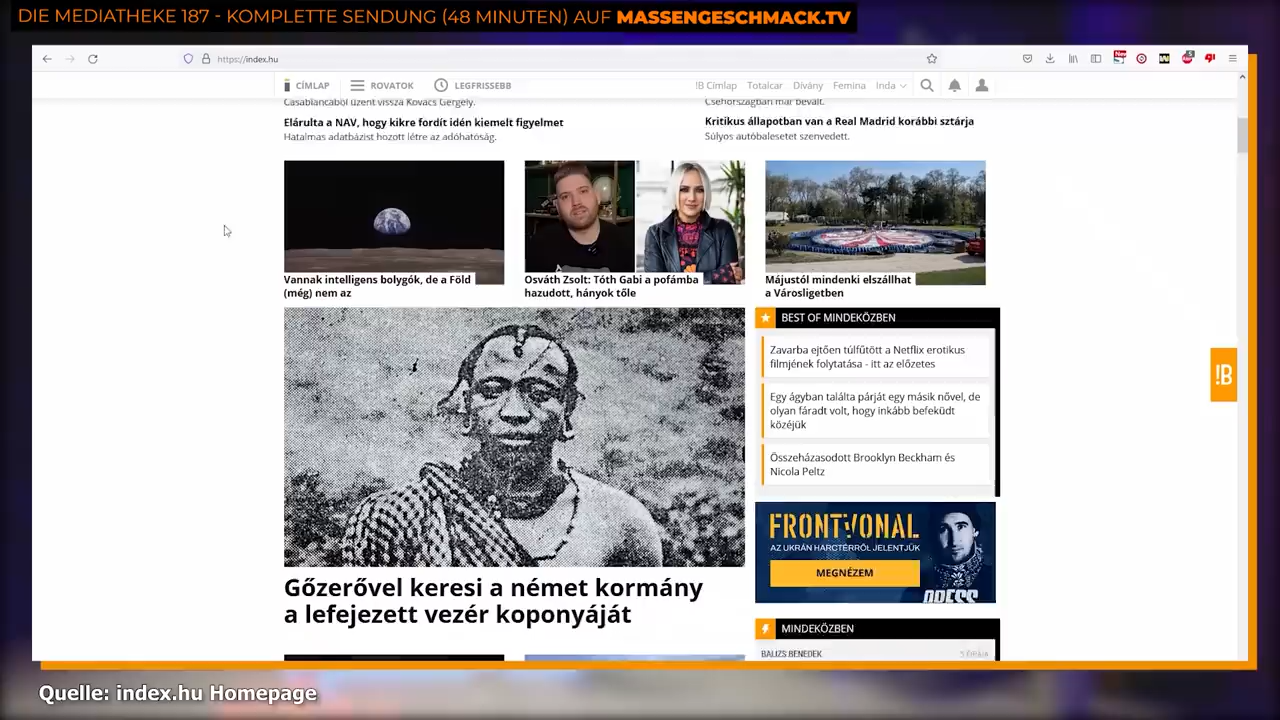 DIE MEDIATHEKE 187 - KOMPLETTE SENDUNG (48 MINUTEN) AUF MASSENGESCHMACK.TV
https://index.hu
CÍMLAP
ROVATOK
LEGFRISSEBB
!B Címlap
Totalcar
Dívány
Femina
Inda
Casablancából üzent vissza Kovács Gergely.
Elárulta a NAV, hogy kikre fordít idén kiemelt figyelmet
Hatalmas adatbázist hozott létre az adóhatóság.
Csehországban már bevált.
Kritikus állapotban van a Real Madrid korábbi sztárja
Súlyos autóbalesetet szenvedett.
Vannak intelligens bolygók, de a Föld
(még) nem az
Osváth Zsolt: Tóth Gabi a pofámba
hazudott, hányok tőle
Májustól mindenki elszállhat
a Városligetben
Gőzerővel keresi a német kormány
a lefejezett vezér koponyáját
BEST OF MINDEKÖZBEN
Zavarba ejtően túlfűtött a Netflix erotikus
filmjének folytatása - itt az előzetes
Egy ágyban találta párját egy másik nővel, de
olyan fáradt volt, hogy inkább befeküdt
közéjük
Összeházasodott Brooklyn Beckham és
Nicola Peltz
FRONTVONAL
AZ UKRÁN HARCTÉRRŐL JELENTJÜK
MEGNÉZEM
PRESS
MINDEKÖZBEN
BALIZS BENEDEK
5 ÓRÁJA
!B
Quelle: index.hu Homepage